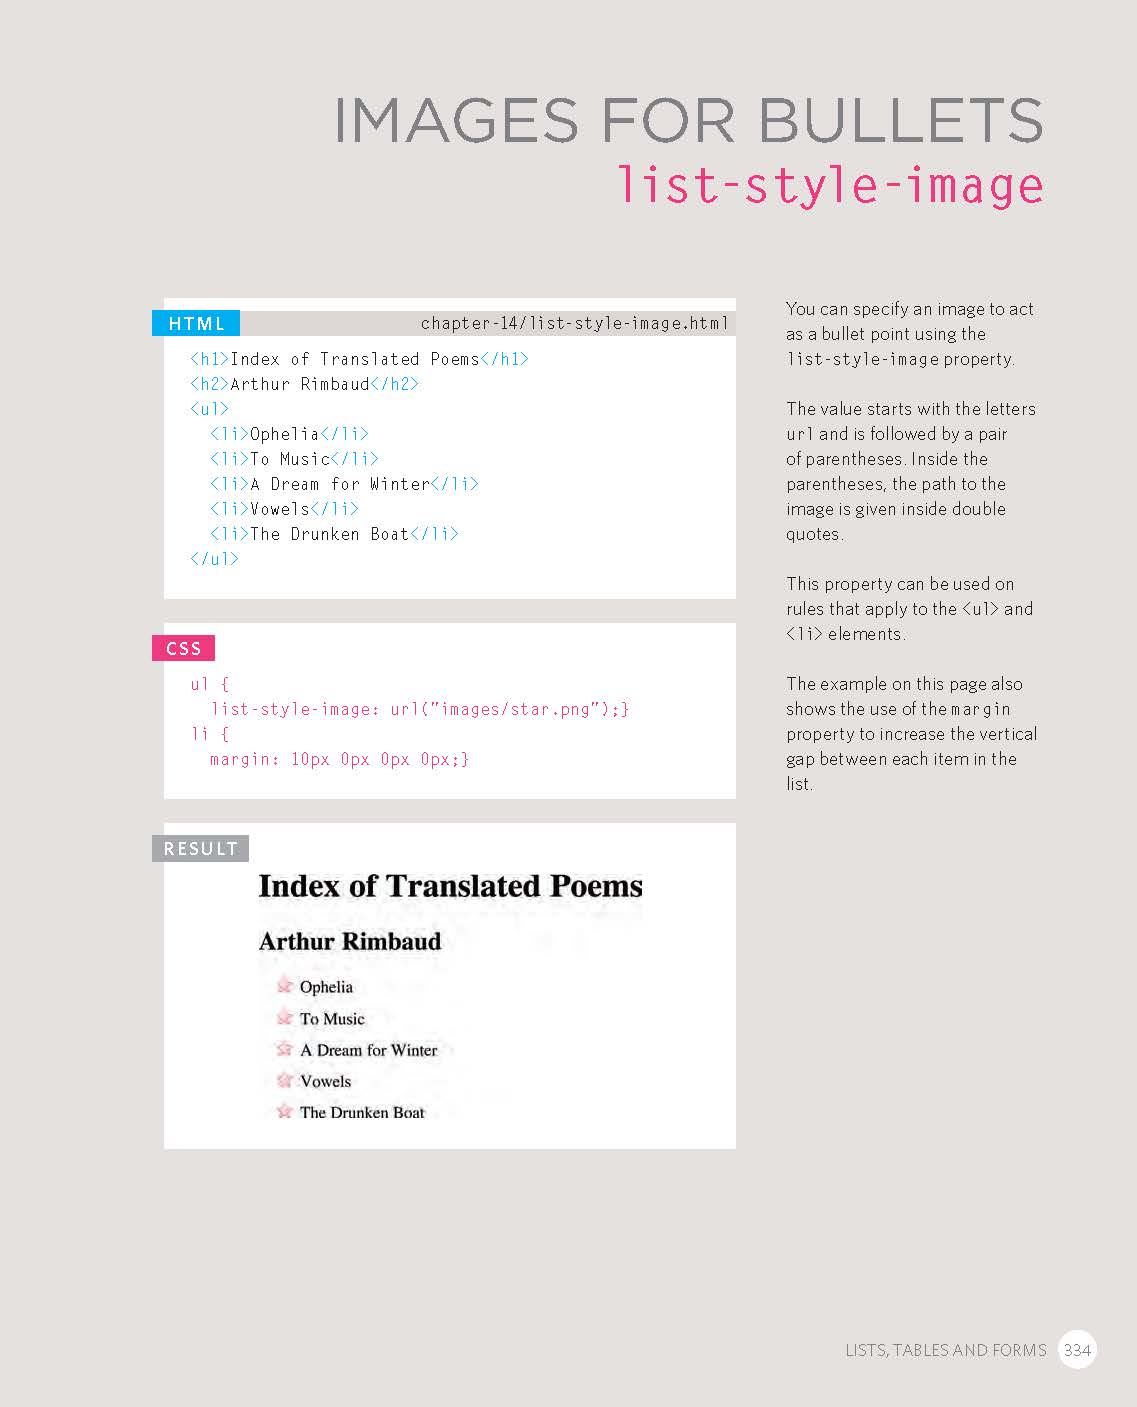 IMAGES FOR BULLETS
list-style-image
HTML
chapter-14/list-style-image.html
<h1>Index of Translated Poems</h1>
<h2>Arthur Rimbaud</h2>
<ul>
<li>Ophelia</li>
<li>To Music</li>
<li>A Dream for Winter</li>
<li>Vowels</li>
<li>The Drunken Boat</li>
</ul>
CSS
ul {
list-style-image: url("images/star.png");}
li {
margin: 10px 0px 0px 0px;}
RESULT
Index of Translated Poems
Arthur Rimbaud
Ophelia
To Music
A Dream for Winter
Vowels
The Drunken Boat
You can specify an image to act
as a bullet point using the
list-style-image property.
The value starts with the letters
url and is followed by a pair
of parentheses. Inside the
parentheses, the path to the
image is given inside double
quotes.
This property can be used on
rules that apply to the <ul> and
<li> elements.
The example on this page also
shows the use of the margin
property to increase the vertical
gap between each item in the
list.
LISTS, TABLES AND FORMS 334